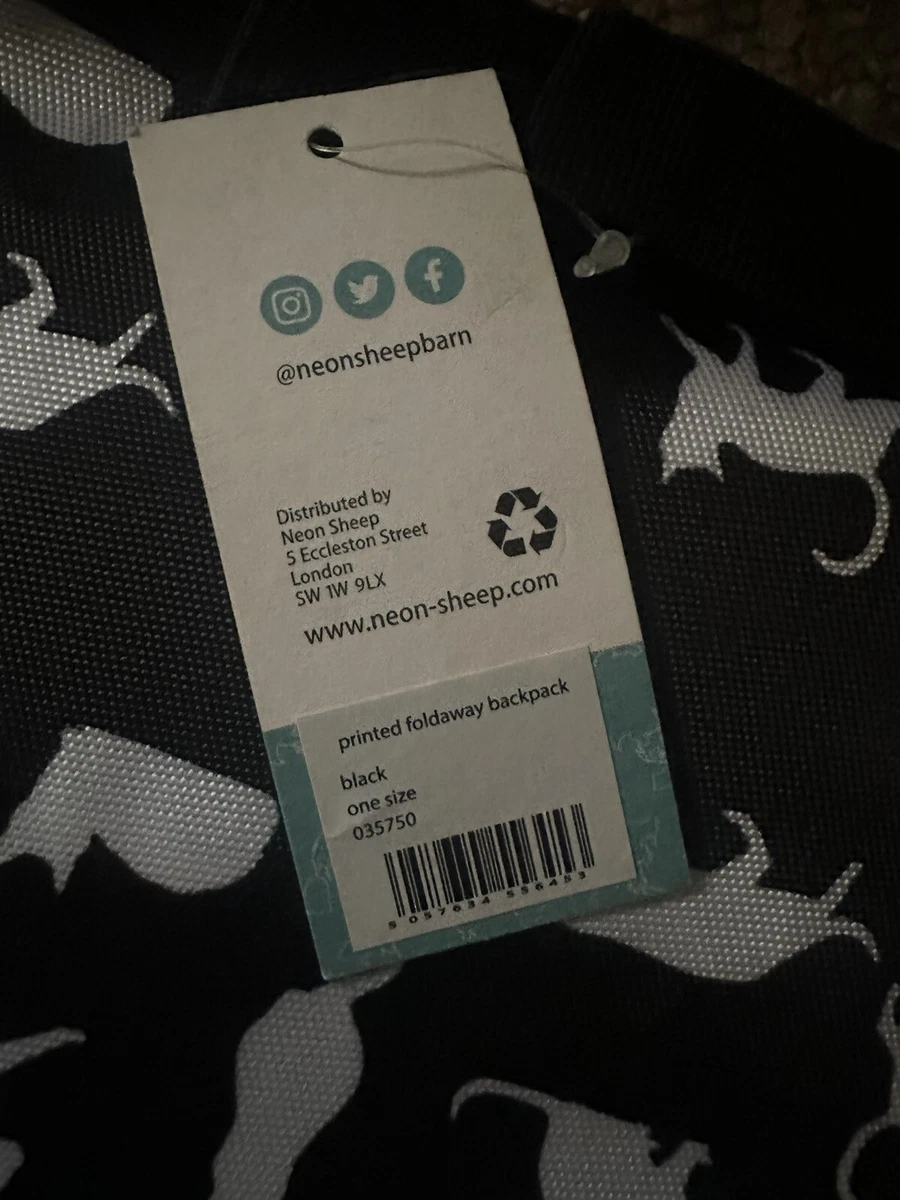 @neonsheepbarn
Distributed by
Neon Sheep
5 Eccleston Street
London
SW 1W 9LX
www.neon-sheep.com
printed foldaway backpack
black
one size
035750
5 057634 556453